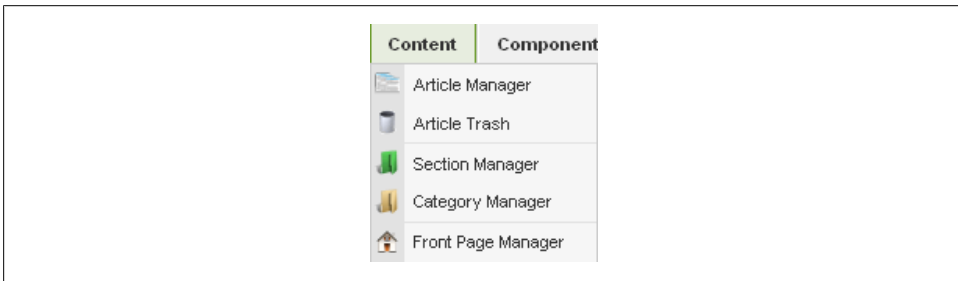 Content Component
Article Manager
Article Trash
Section Manager
Category Manager
Front Page Manager